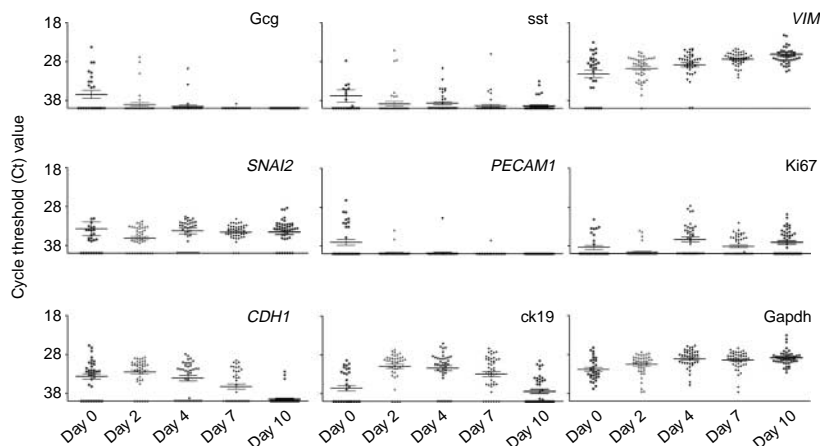 Cycle threshold (Ct) value
Gcg
sst
VIM
18
28
38
SNAI2
PECAM1
Ki67
18
28
38
CDH1
ck19
Gapdh
18
28
38
Day 0 Day 2 Day 4 Day 7 Day 10 Day 0 Day 2 Day 4 Day 7 Day 10 Day 0 Day 2 Day 4 Day 7 Day 10